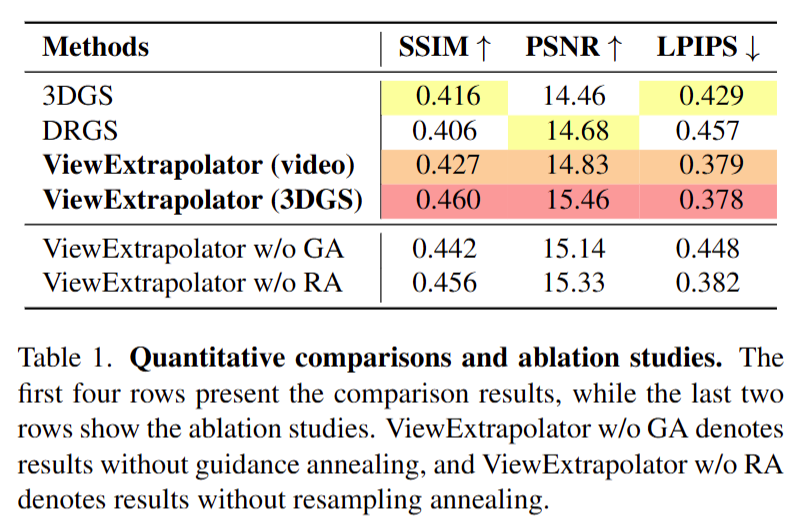 Methods SSIM ↑ PSNR ↑ LPIPS ↓
3DGS 0.416 14.46 0.429
DRGS 0.406 14.68 0.457
ViewExtrapolator (video) 0.427 14.83 0.379
ViewExtrapolator (3DGS) 0.460 15.46 0.378
ViewExtrapolator w/o GA 0.442 15.14 0.448
ViewExtrapolator w/o RA 0.456 15.33 0.382
Table 1. Quantitative comparisons and ablation studies. The
first four rows present the comparison results, while the last two
rows show the ablation studies. ViewExtrapolator w/o GA denotes
results without guidance annealing, and ViewExtrapolator w/o RA
denotes results without resampling annealing.